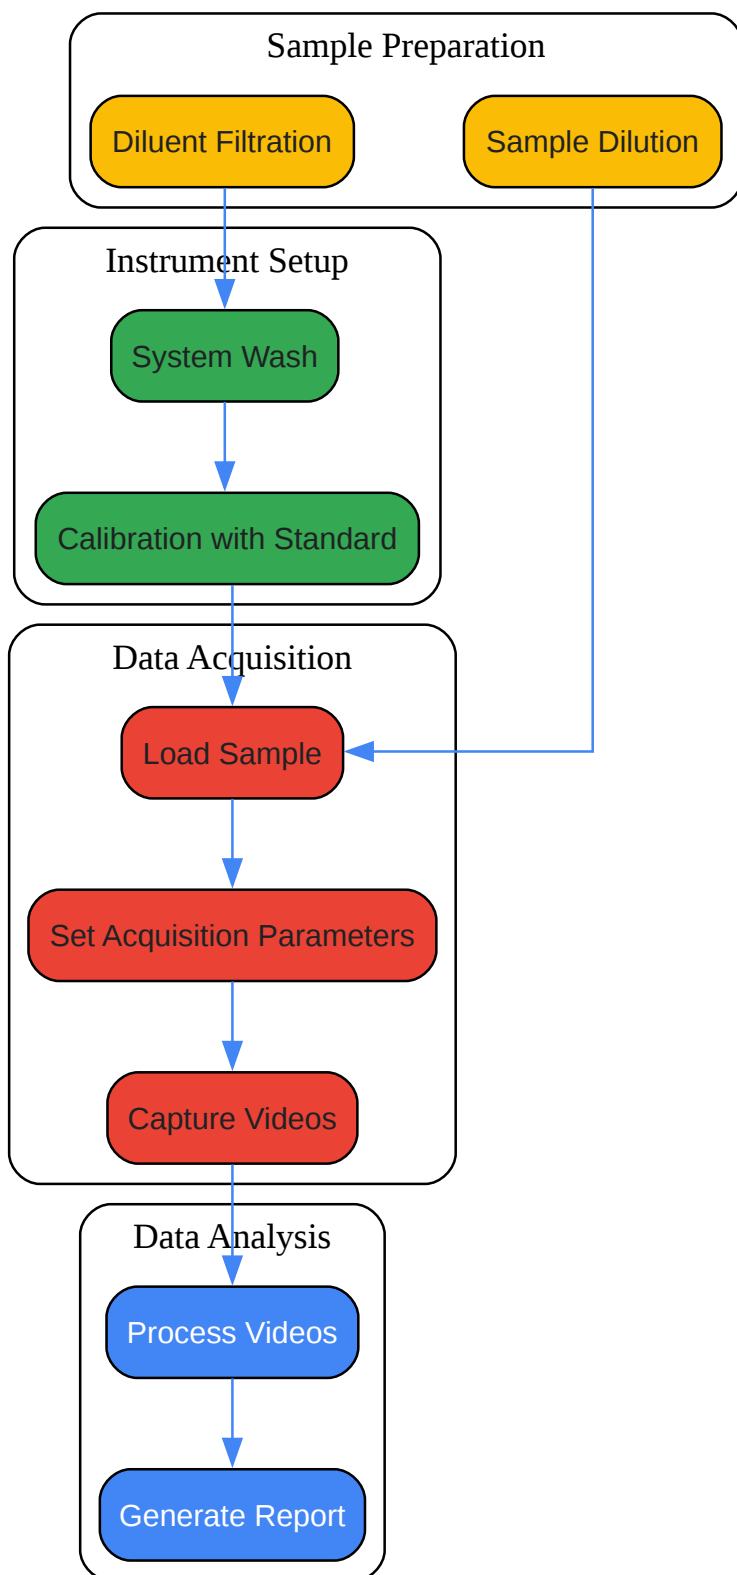 Sample Preparation
Diluent Filtration
Sample Dilution
Instrument Setup
System Wash
Calibration with Standard
Data Acquisition
Load Sample
Set Acquisition Parameters
Capture Videos
Data Analysis
Process Videos
Generate Report